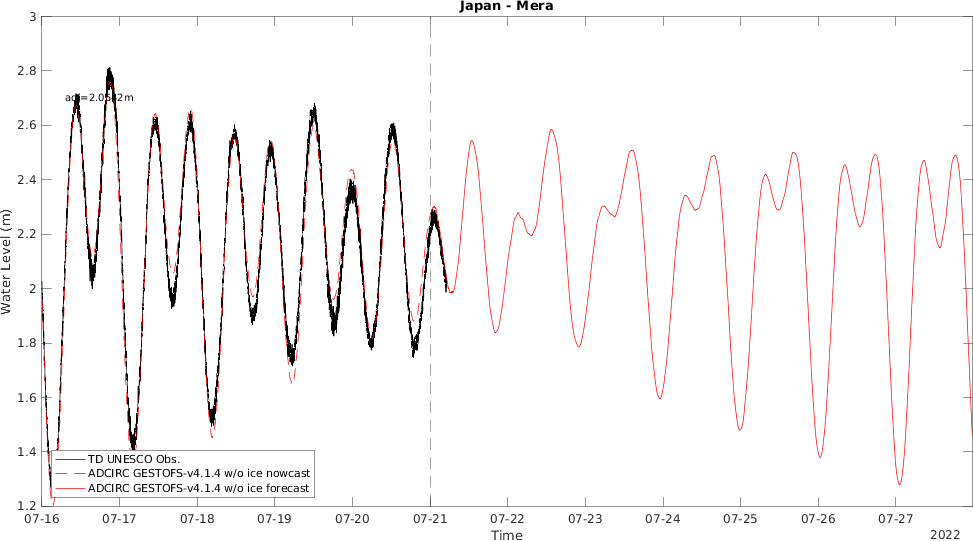 Japan - Mera
3
2.8
2.6
2.4
2.2
2
1.8
1.6
1.4
1.2
Water Level (m)
TD UNESCO Obs.
ADCIRC GESTOFS-v4.1.4 w/o ice nowcast
ADCIRC GESTOFS-v4.1.4 w/o ice forecast
07-16 07-17 07-18 07-19 07-20 07-21 07-22 07-23 07-24 07-25 07-26 07-27
Time
2022